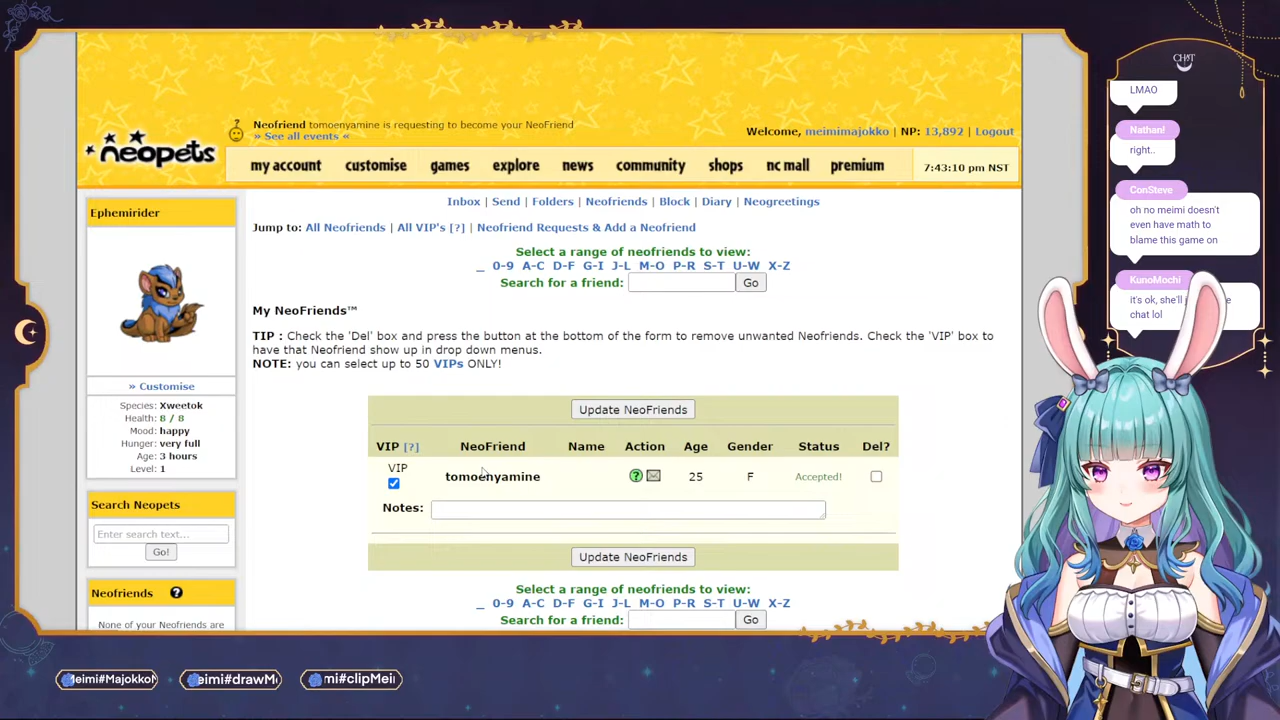 Neofriend tomoenyamine is requesting to become your NeoFriend
» See all events «
Welcome, meimimajokko | NP: 13,892 | Logout
neopets
my account customise games explore news community shops nc mall premium
7:43:10 pm NST
Ephemirider
» Customise
Species: Xweetok
Health: 8 / 8
Mood: happy
Hunger: very full
Age: 3 hours
Level: 1
Search Neopets
Enter search text...
Go!
Neofriends ?
None of your Neofriends are
Inbox | Send | Folders | Neofriends | Block | Diary | Neogreetings
Jump to: All Neofriends | All VIP's [?] | Neofriend Requests & Add a Neofriend
Select a range of neofriends to view:
_ 0-9 A-C D-F G-I J-L M-O P-R S-T U-W X-Z
Search for a friend: Go
My NeoFriends™
TIP : Check the 'Del' box and press the button at the bottom of the form to remove unwanted Neofriends. Check the 'VIP' box to
have that Neofriend show up in drop down menus.
NOTE: you can select up to 50 VIPs ONLY!
Update NeoFriends
VIP [?] NeoFriend Name Action Age Gender Status Del?
VIP
tomoenyamine ? 25 F Accepted!
Notes:
Update NeoFriends
Select a range of neofriends to view:
_ 0-9 A-C D-F G-I J-L M-O P-R S-T U-W X-Z
Search for a friend: Go
CHAT
LMAO
Nathan!
right..
ConSteve
oh no meimi doesn't
even have math to
blame this game on
KunoMochi
it's ok, she'll
chat lol